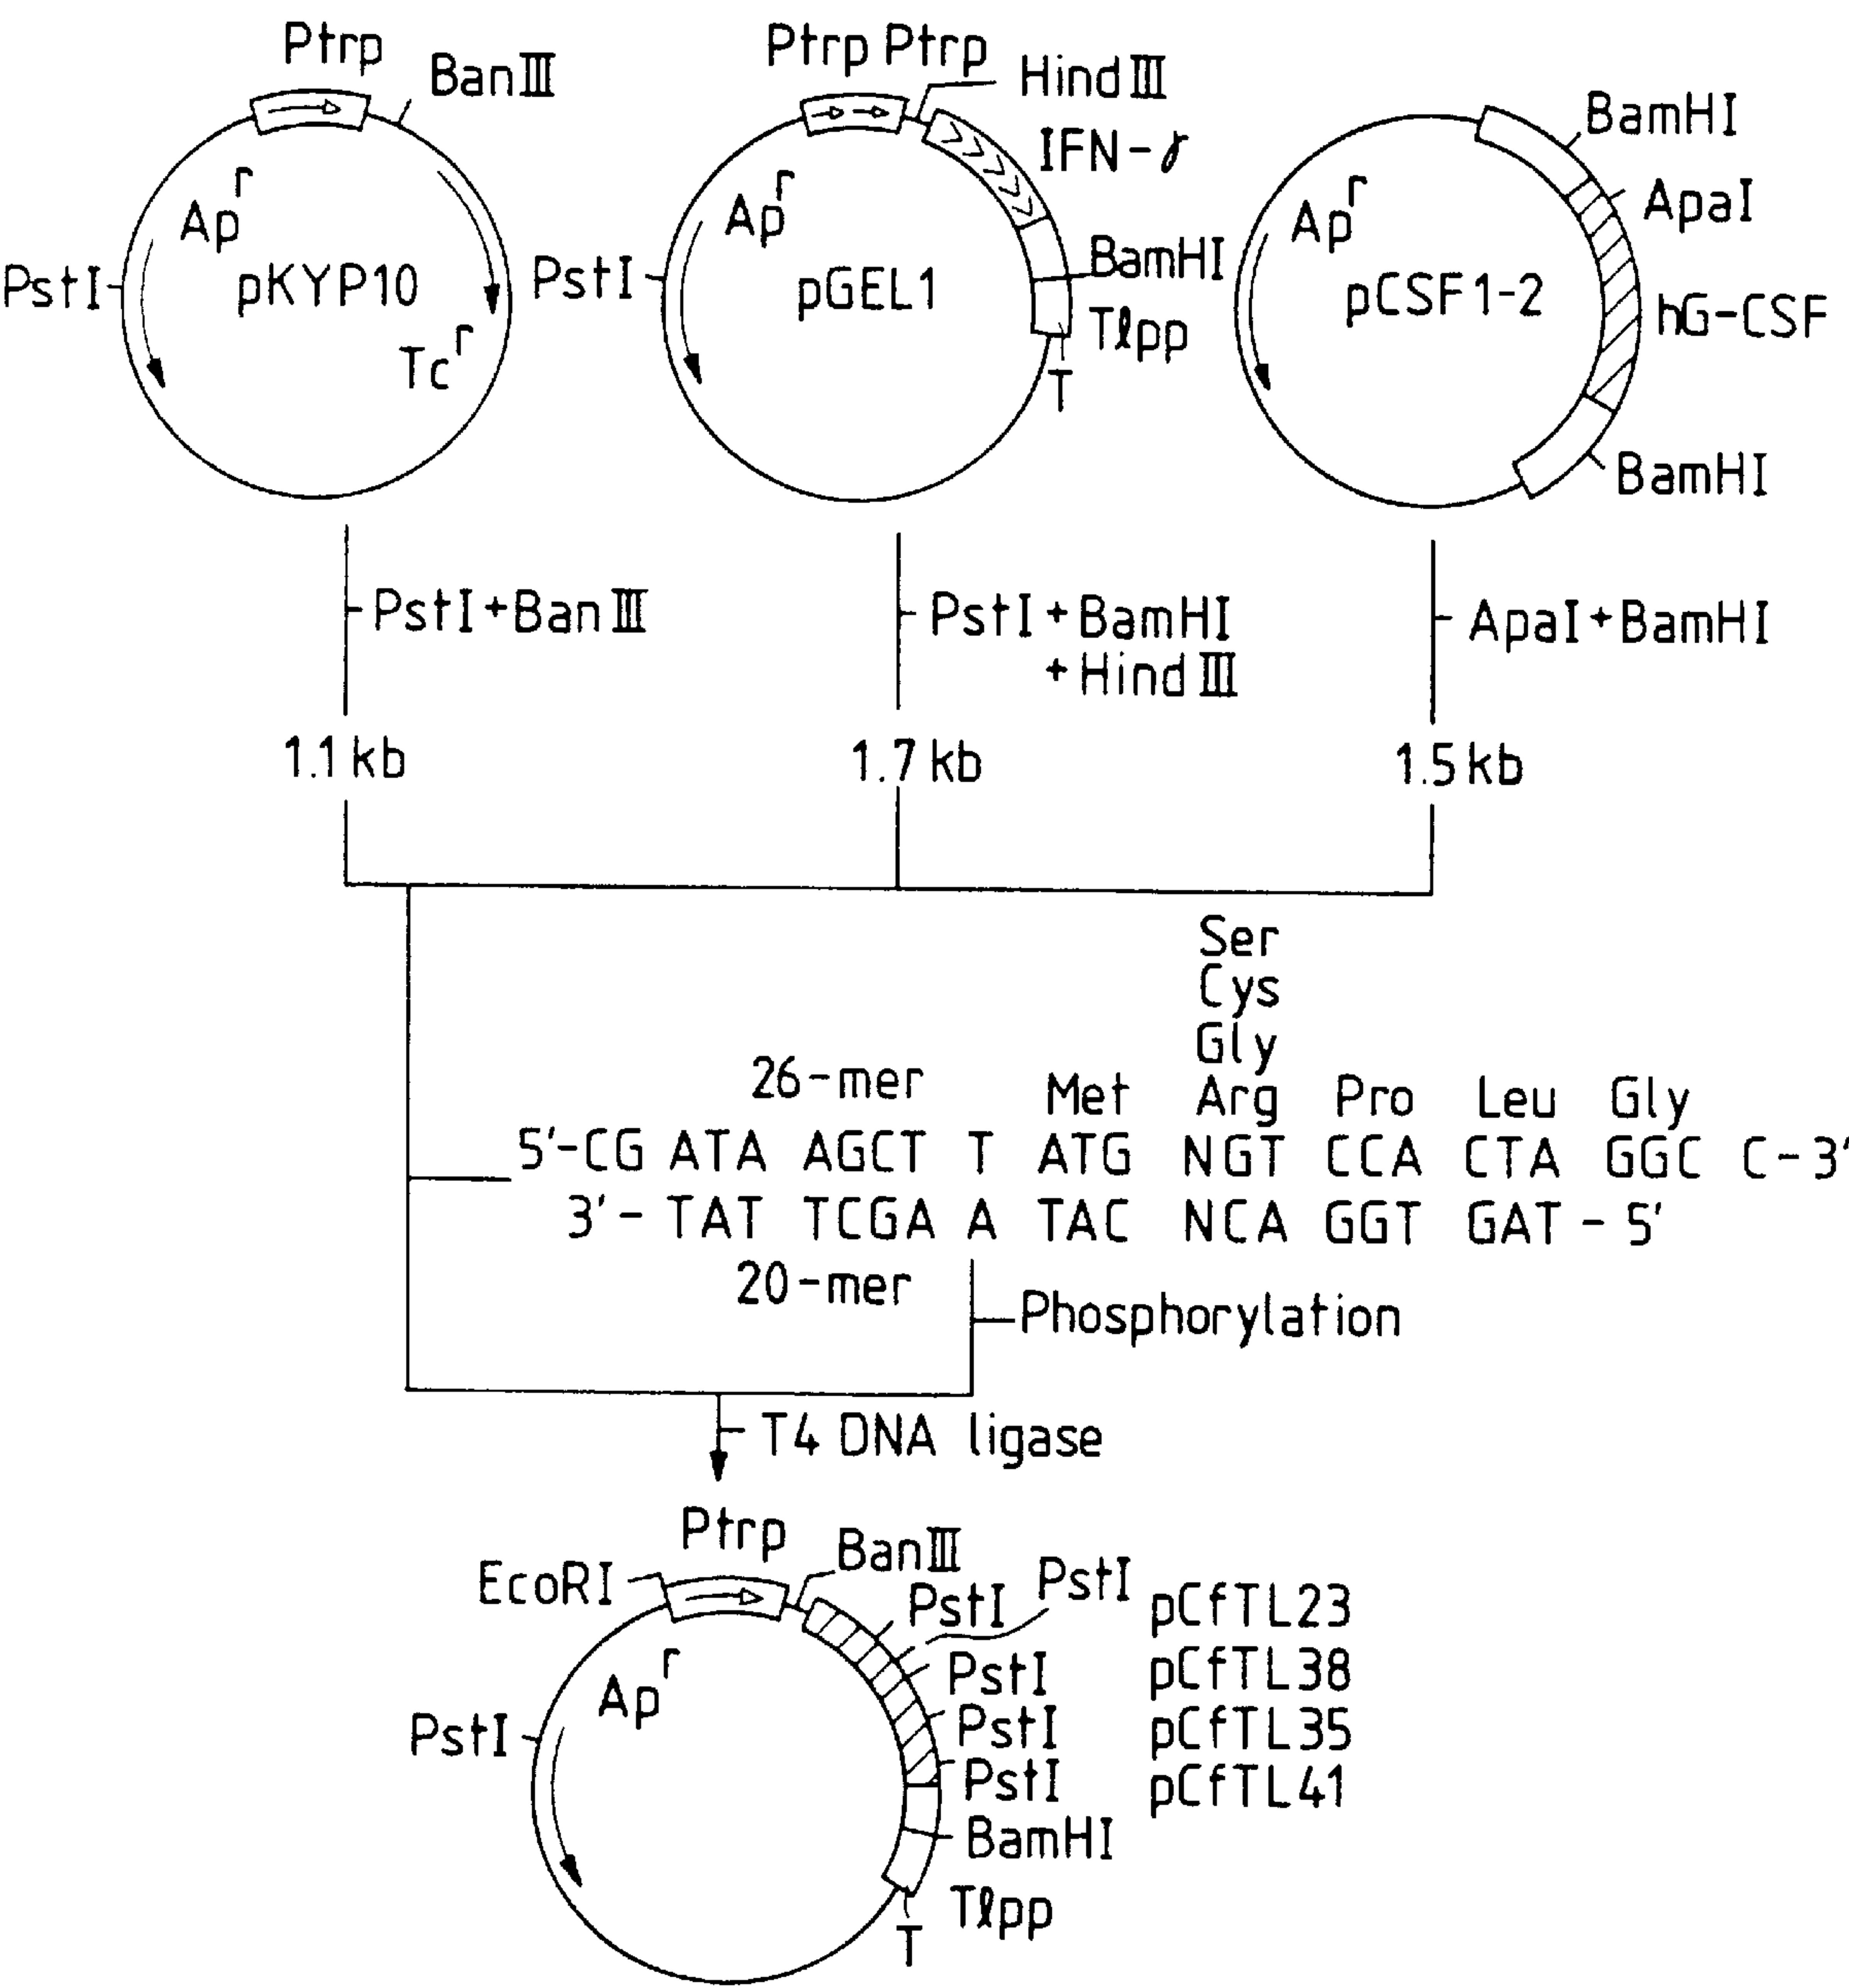 Ptrp
BanIII
Ap^r
pKYP10
PstI
Tc^r
Ptrp Ptrp
HindIII
IFN-γ
Ap^r
PstI
pGEL1
BamHI
Tlpp
T
BamHI
ApaI
Ap^r
pCSF1-2
hG-CSF
BamHI
PstI+BanIII
PstI+BamHI
+HindIII
ApaI+BamHI
1.1kb
1.7kb
1.5kb
Ser
Cys
Gly
26-mer Met Arg Pro Leu Gly
5'-CG ATA AGCT T ATG NGT CCA CTA GGC C-3'
3'- TAT TCGA A TAC NCA GGT GAT - 5'
20-mer
Phosphorylation
T4 DNA ligase
Ptrp
BanIII
EcoRI
PstI
PstI
pCfTL23
Ap^r
PstI
pCfTL38
PstI
PstI
pCfTL35
PstI
pCfTL41
BamHI
Tlpp
T